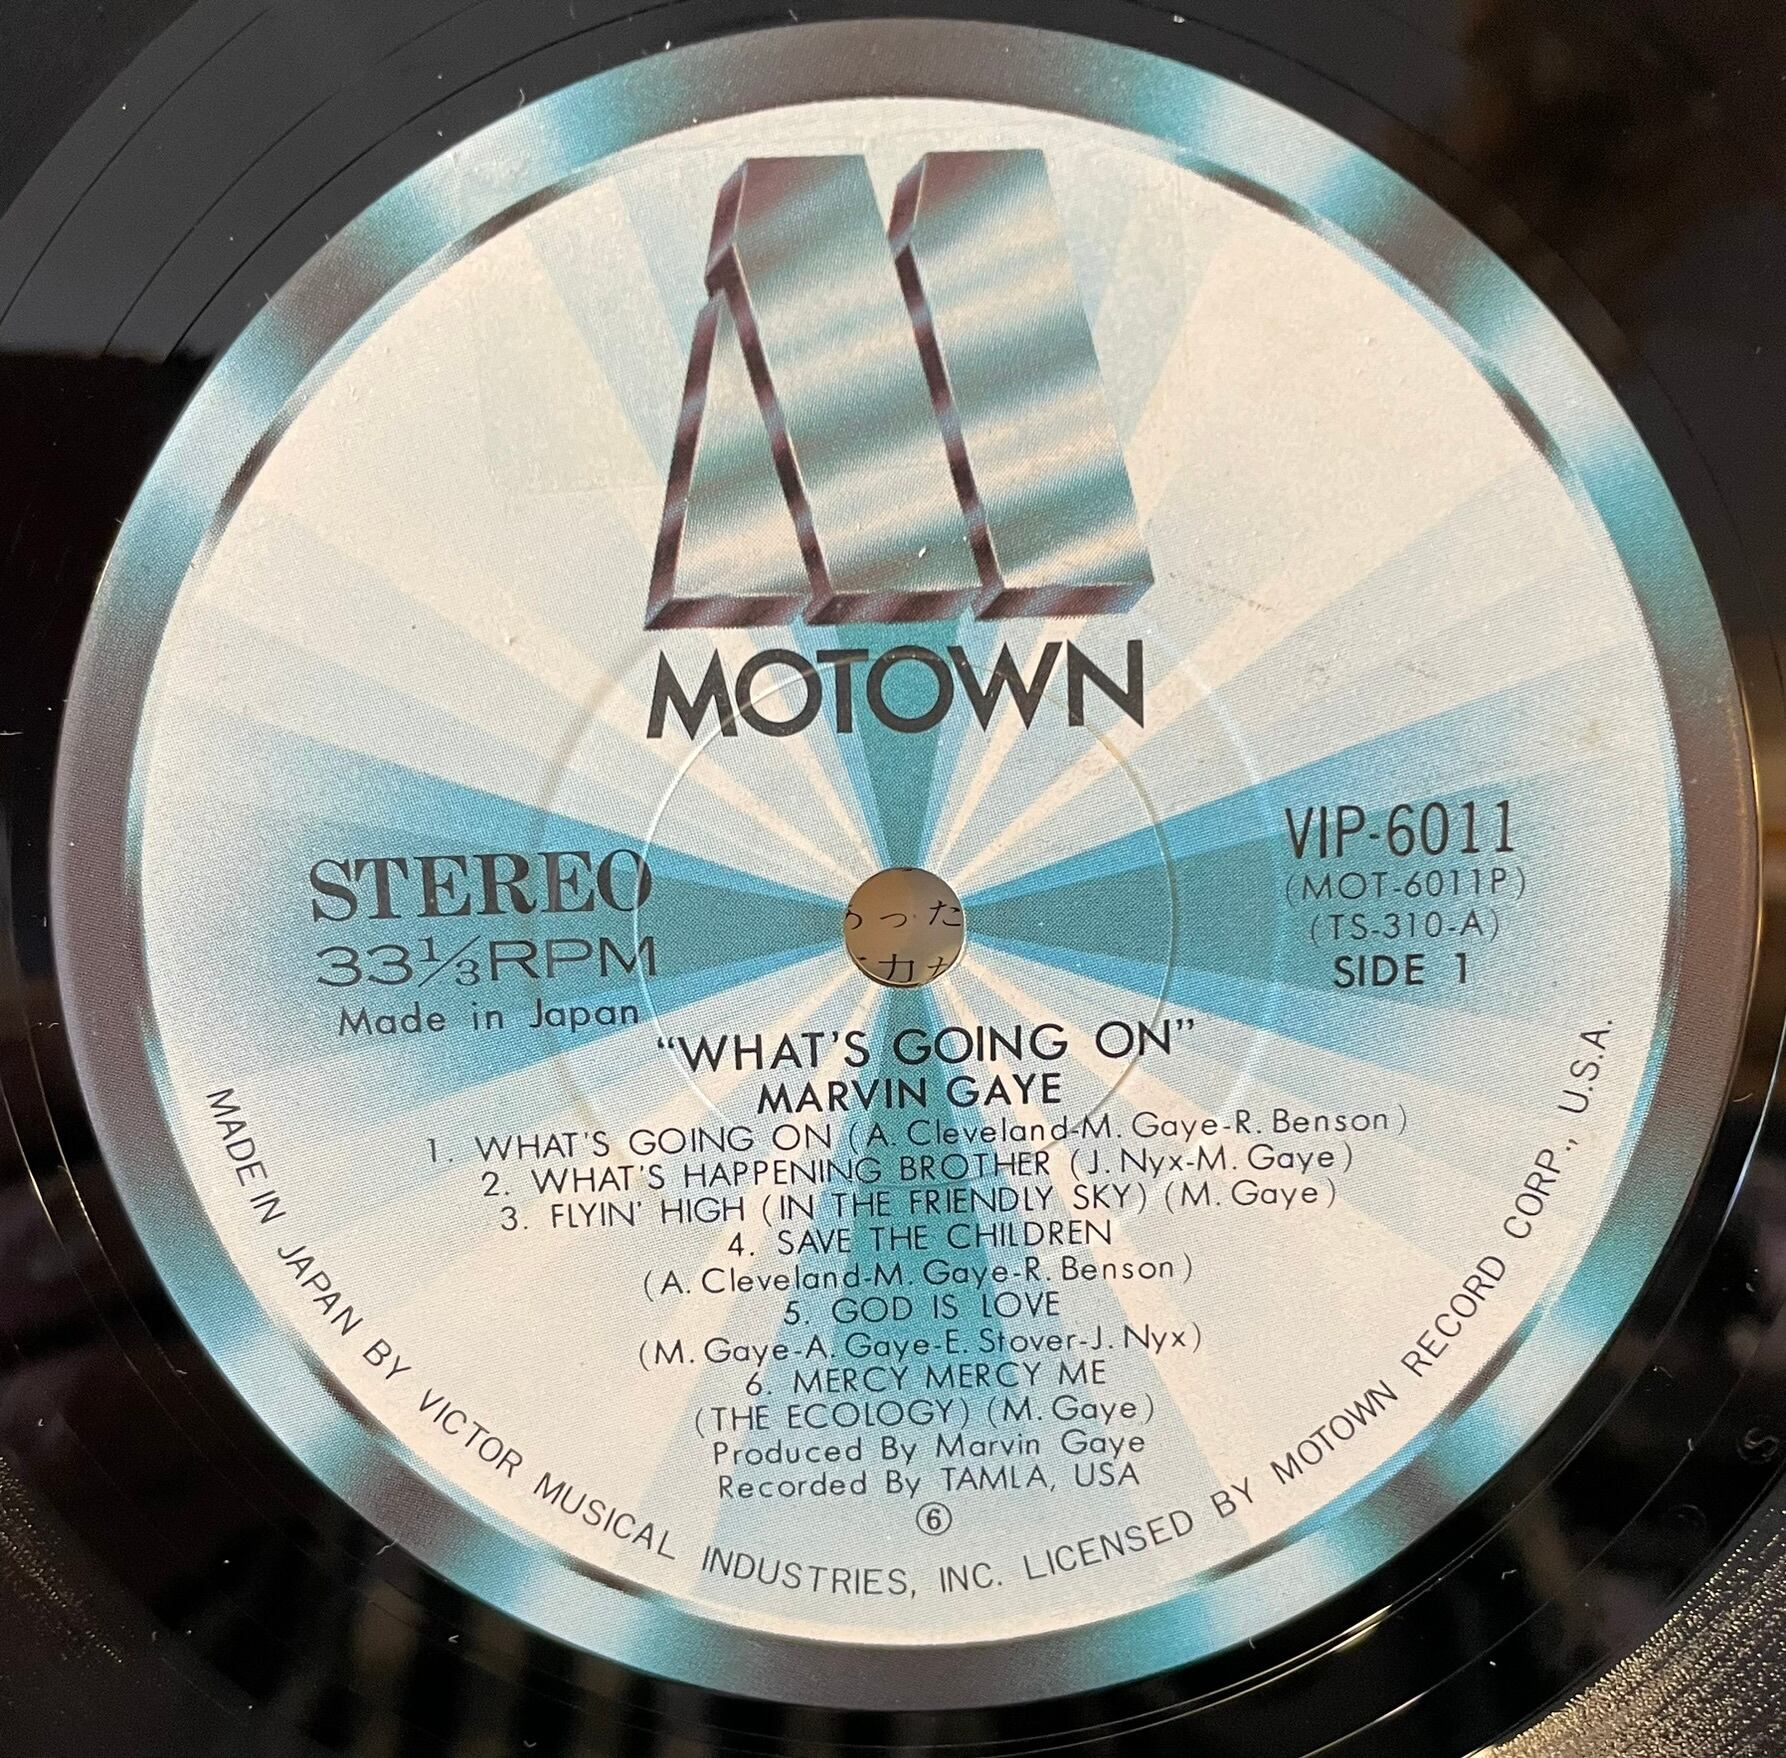 MOTOWN
STEREO
33⅓RPM
Made in Japan
VIP-6011
(MOT-6011P)
(TS-310-A)
SIDE 1
"WHAT'S GOING ON"
MARVIN GAYE
1. WHAT'S GOING ON (A. Cleveland-M. Gaye-R. Benson)
2. WHAT'S HAPPENING BROTHER (J. Nyx-M. Gaye)
3. FLYIN' HIGH (IN THE FRIENDLY SKY) (M. Gaye)
4. SAVE THE CHILDREN
(A. Cleveland-M. Gaye-R. Benson)
5. GOD IS LOVE
(M. Gaye-A. Gaye-E. Stover-J. Nyx)
6. MERCY MERCY ME
(THE ECOLOGY) (M. Gaye)
Produced By Marvin Gaye
Recorded By TAMLA, USA
⑥
MADE IN JAPAN BY VICTOR MUSICAL INDUSTRIES, INC. LICENSED BY MOTOWN RECORD CORP., U.S.A.